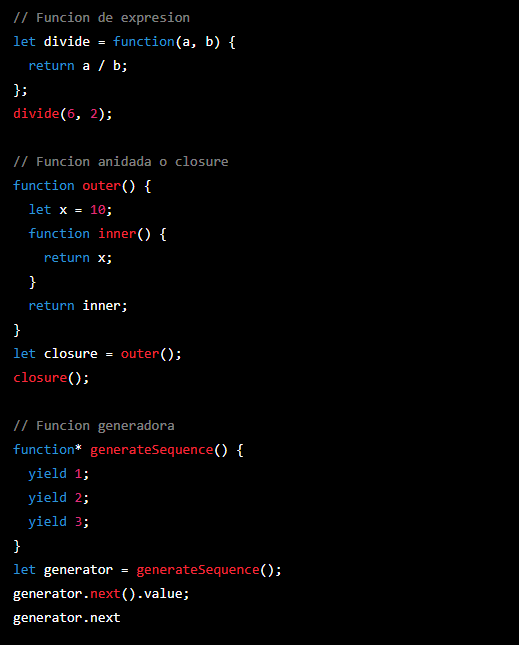 // Funcion de expresion
let divide = function(a, b) {
  return a / b;
};
divide(6, 2);

// Funcion anidada o closure
function outer() {
  let x = 10;
  function inner() {
    return x;
  }
  return inner;
}
let closure = outer();
closure();

// Funcion generadora
function* generateSequence() {
  yield 1;
  yield 2;
  yield 3;
}
let generator = generateSequence();
generator.next().value;
generator.next